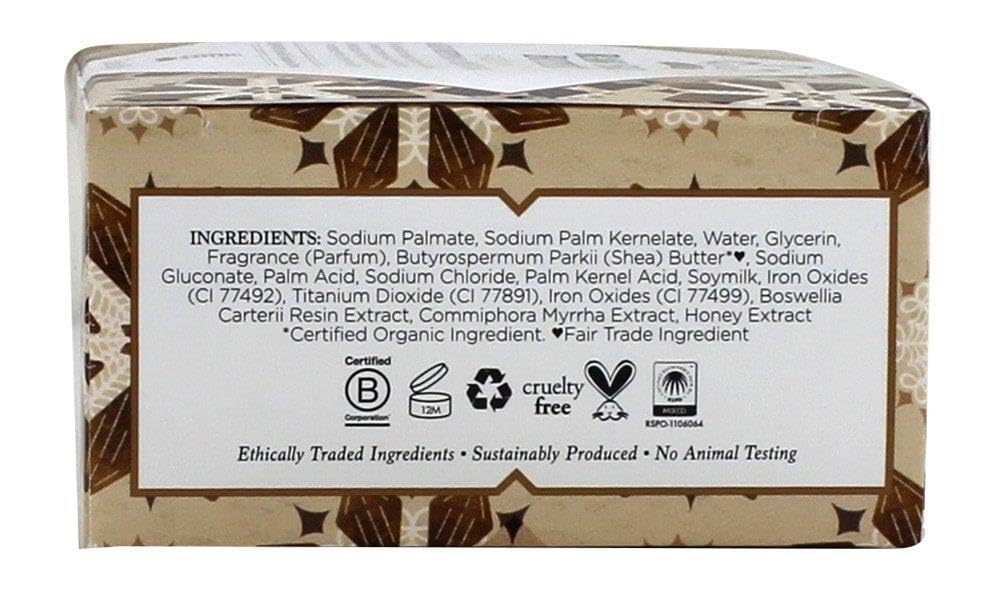 INGREDIENTS: Sodium Palmate, Sodium Palm Kernelate, Water, Glycerin,
Fragrance (Parfum), Butyrospermum Parkii (Shea) Butter*♥, Sodium
Gluconate, Palm Acid, Sodium Chloride, Palm Kernel Acid, Soymilk, Iron Oxides
(CI 77492), Titanium Dioxide (CI 77891), Iron Oxides (CI 77499), Boswellia
Carterii Resin Extract, Commiphora Myrrha Extract, Honey Extract
*Certified Organic Ingredient. ♥Fair Trade Ingredient
Certified
B
Corporation
12M
cruelty
free
RSPO
MIXED
RSPO-1106064
Ethically Traded Ingredients • Sustainably Produced • No Animal Testing